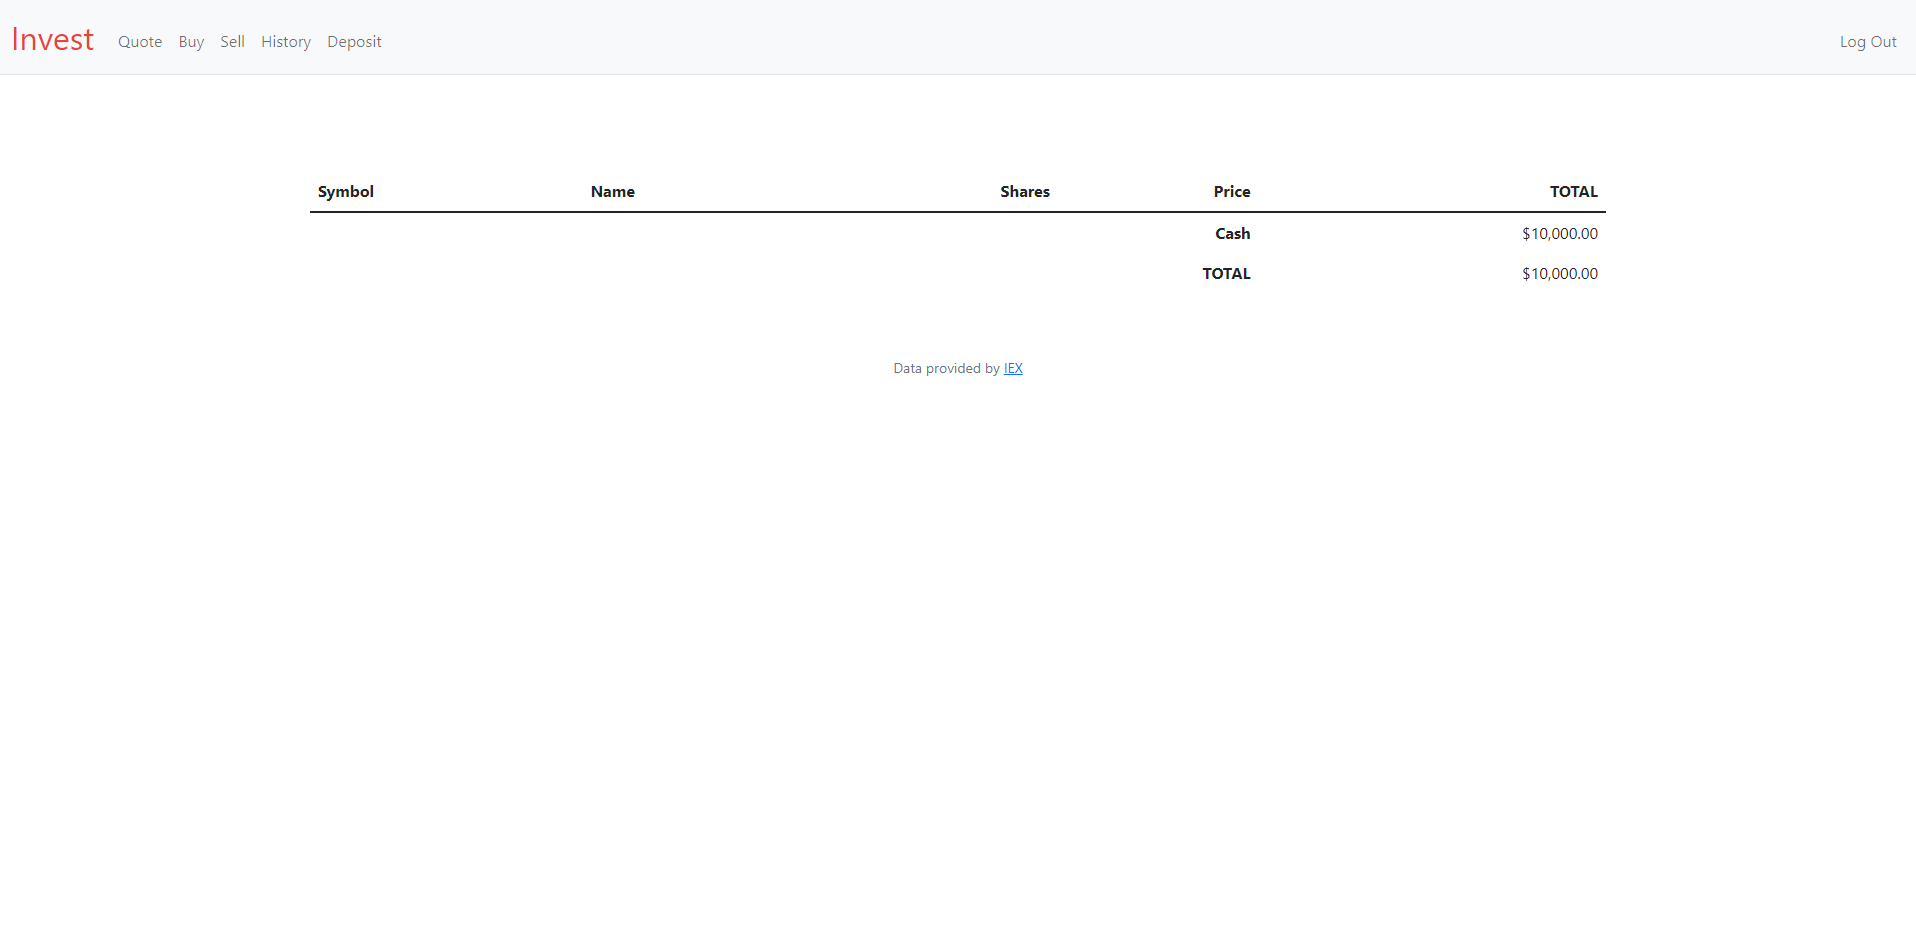 Invest Quote Buy Sell History Deposit Log Out
Symbol Name Shares Price TOTAL
Cash $10,000.00
TOTAL $10,000.00
Data provided by IEX